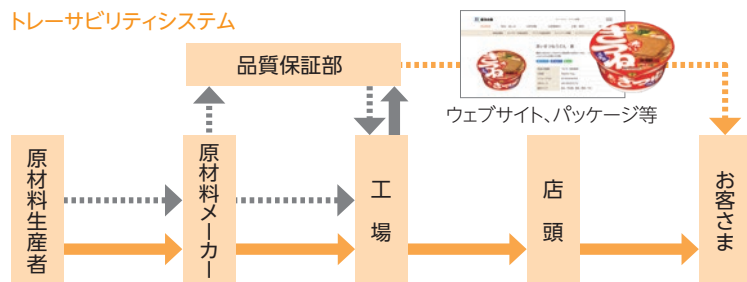 トレーサビリティシステム
品質保証部
ウェブサイト、パッケージ等
原材料生産者
原材料メーカー
工場
店頭
お客さま